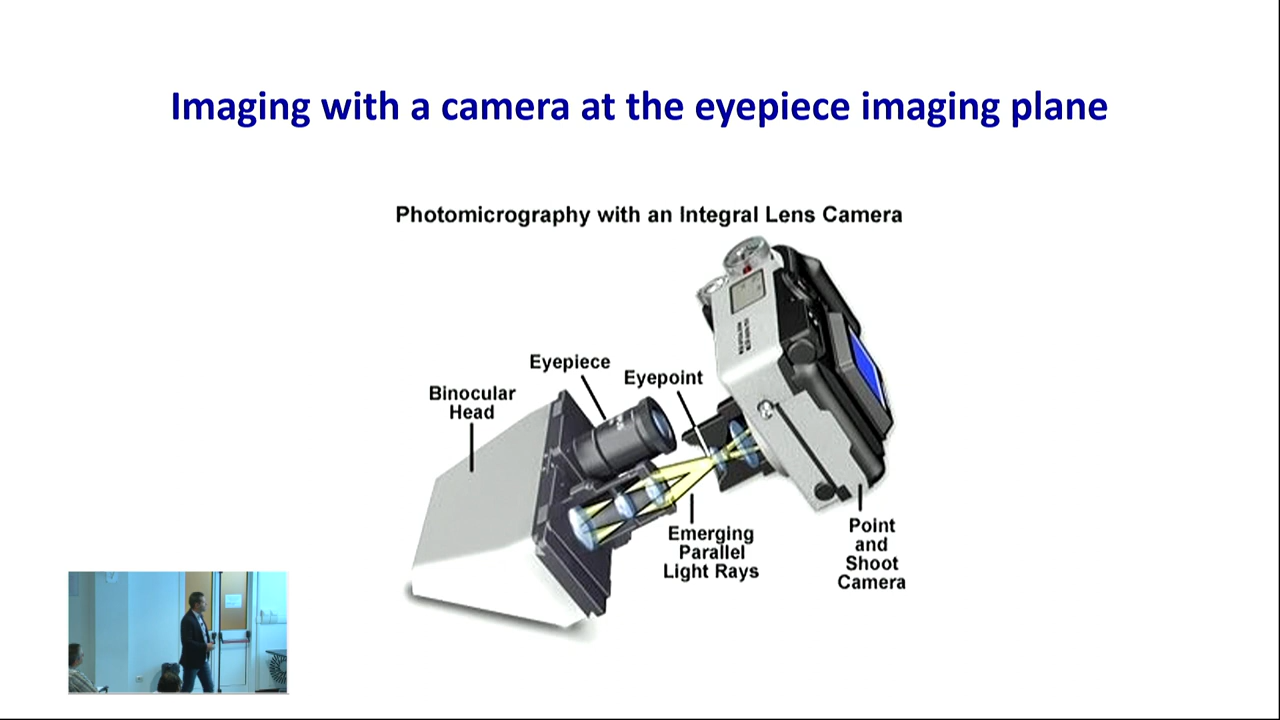 Imaging with a camera at the eyepiece imaging plane
Photomicrography with an Integral Lens Camera
Eyepiece
Eyepoint
Binocular
Head
Emerging
Parallel
Light Rays
Point
and
Shoot
Camera